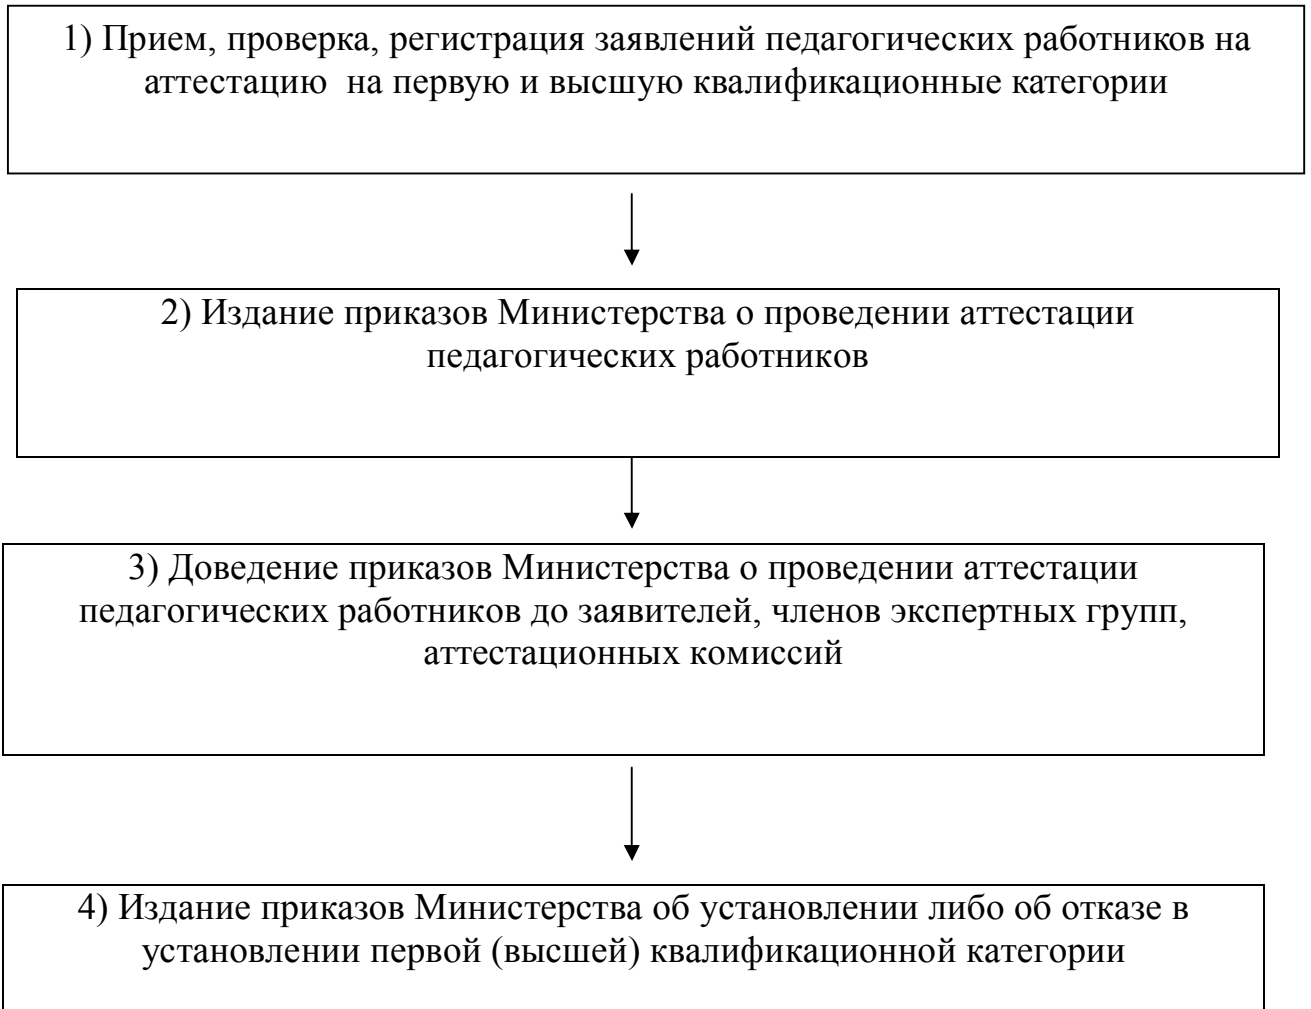 1) Прием, проверка, регистрация заявлений педагогических работников на
аттестацию  на первую и высшую квалификационные категории
2) Издание приказов Министерства о проведении аттестации
педагогических работников
3) Доведение приказов Министерства о проведении аттестации
педагогических работников до заявителей, членов экспертных групп,
аттестационных комиссий
4) Издание приказов Министерства об установлении либо об отказе в
установлении первой (высшей) квалификационной категории